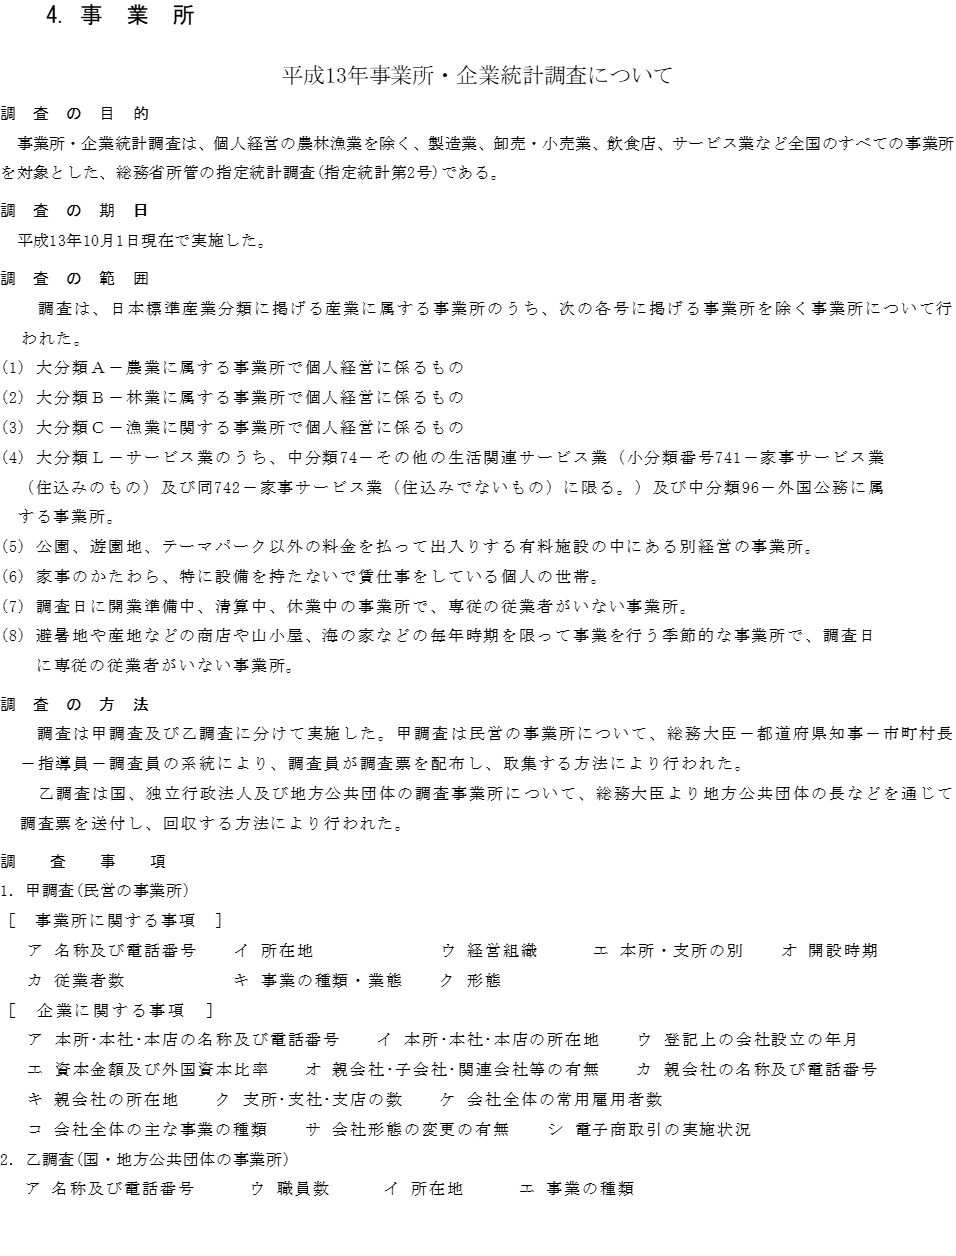 4. 事　業　所
平成13年事業所・企業統計調査について
調　査　の　目　的
　事業所・企業統計調査は、個人経営の農林漁業を除く、製造業、卸売・小売業、飲食店、サービス業など全国のすべての事業所
を対象とした、総務省所管の指定統計調査(指定統計第2号)である。
調　査　の　期　日
　平成13年10月1日現在で実施した。
調　査　の　範　囲
　調査は、日本標準産業分類に掲げる産業に属する事業所のうち、次の各号に掲げる事業所を除く事業所について行
われた。
(1) 大分類Ａ－農業に属する事業所で個人経営に係るもの
(2) 大分類Ｂ－林業に属する事業所で個人経営に係るもの
(3) 大分類Ｃ－漁業に関する事業所で個人経営に係るもの
(4) 大分類Ｌ－サービス業のうち、中分類74－その他の生活関連サービス業（小分類番号741－家事サービス業
（住込みのもの）及び同742－家事サービス業（住込みでないもの）に限る。）及び中分類96－外国公務に属
する事業所。
(5) 公園、遊園地、テーマパーク以外の料金を払って出入りする有料施設の中にある別経営の事業所。
(6) 家事のかたわら、特に設備を持たないで賃仕事をしている個人の世帯。
(7) 調査日に開業準備中、清算中、休業中の事業所で、専従の従業者がいない事業所。
(8) 避暑地や産地などの商店や山小屋、海の家などの毎年時期を限って事業を行う季節的な事業所で、調査日
に専従の従業者がいない事業所。
調　査　の　方　法
　調査は甲調査及び乙調査に分けて実施した。甲調査は民営の事業所について、総務大臣－都道府県知事－市町村長
－指導員－調査員の系統により、調査員が調査票を配布し、取集する方法により行われた。
　乙調査は国、独立行政法人及び地方公共団体の調査事業所について、総務大臣より地方公共団体の長などを通じて
調査票を送付し、回収する方法により行われた。
調　　査　　事　　項
1. 甲調査(民営の事業所)
［　事業所に関する事項　］
ア 名称及び電話番号　イ 所在地　ウ 経営組織　エ 本所・支所の別　オ 開設時期
カ 従業者数　キ 事業の種類・業態　ク 形態
［　企業に関する事項　］
ア 本所･本社･本店の名称及び電話番号　イ 本所･本社･本店の所在地　ウ 登記上の会社設立の年月
エ 資本金額及び外国資本比率　オ 親会社･子会社･関連会社等の有無　カ 親会社の名称及び電話番号
キ 親会社の所在地　ク 支所･支社･支店の数　ケ 会社全体の常用雇用者数
コ 会社全体の主な事業の種類　サ 会社形態の変更の有無　シ 電子商取引の実施状況
2. 乙調査(国・地方公共団体の事業所)
ア 名称及び電話番号　ウ 職員数　イ 所在地　エ 事業の種類